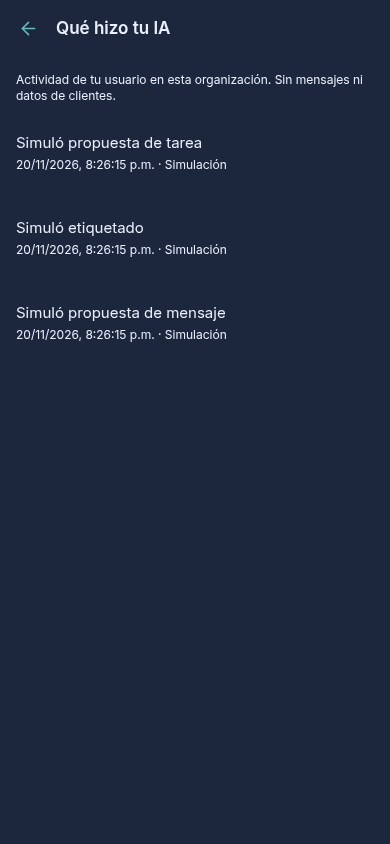 Qué hizo tu IA
Actividad de tu usuario en esta organización. Sin mensajes ni
datos de clientes.
Simuló propuesta de tarea
20/11/2026, 8:26:15 p.m. · Simulación
Simuló etiquetado
20/11/2026, 8:26:15 p.m. · Simulación
Simuló propuesta de mensaje
20/11/2026, 8:26:15 p.m. · Simulación